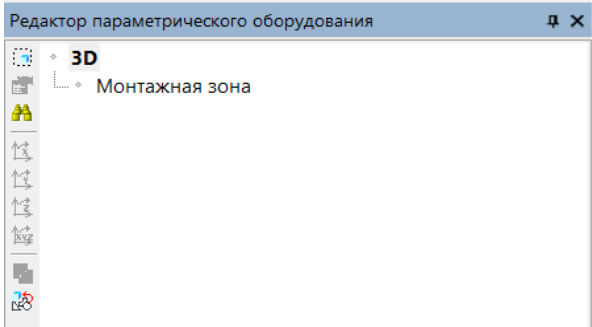 Редактор параметрического оборудования
3D
Монтажная зона